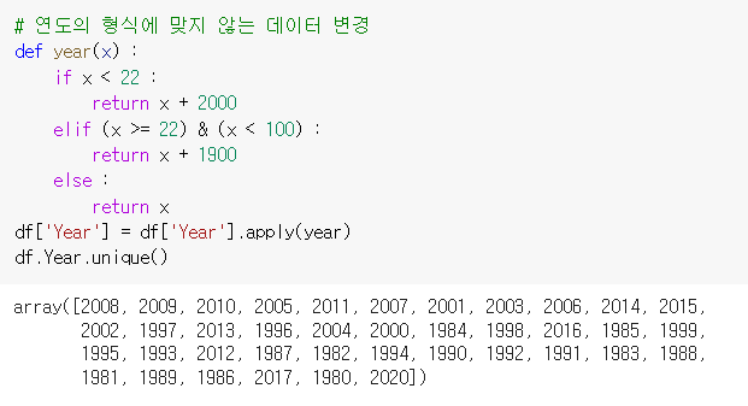 # 연도의 형식에 맞지 않는 데이터 변경
def year(x) :
    if x < 22 :
        return x + 2000
    elif (x >= 22) & (x < 100) :
        return x + 1900
    else :
        return x
df['Year'] = df['Year'].apply(year)
df.Year.unique()
array([2008, 2009, 2010, 2005, 2011, 2007, 2001, 2003, 2006, 2014, 2015,
       2002, 1997, 2013, 1996, 2004, 2000, 1984, 1998, 2016, 1985, 1999,
       1995, 1993, 2012, 1987, 1982, 1994, 1990, 1992, 1991, 1983, 1988,
       1981, 1989, 1986, 2017, 1980, 2020])